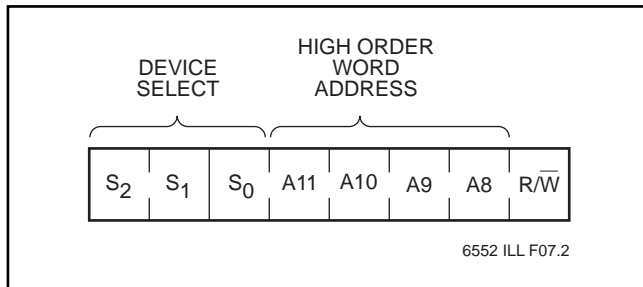 HIGH ORDER
WORD
ADDRESS
DEVICE
SELECT
S2 S1 S0 A11 A10 A9 A8 R/W̅
6552 ILL F07.2